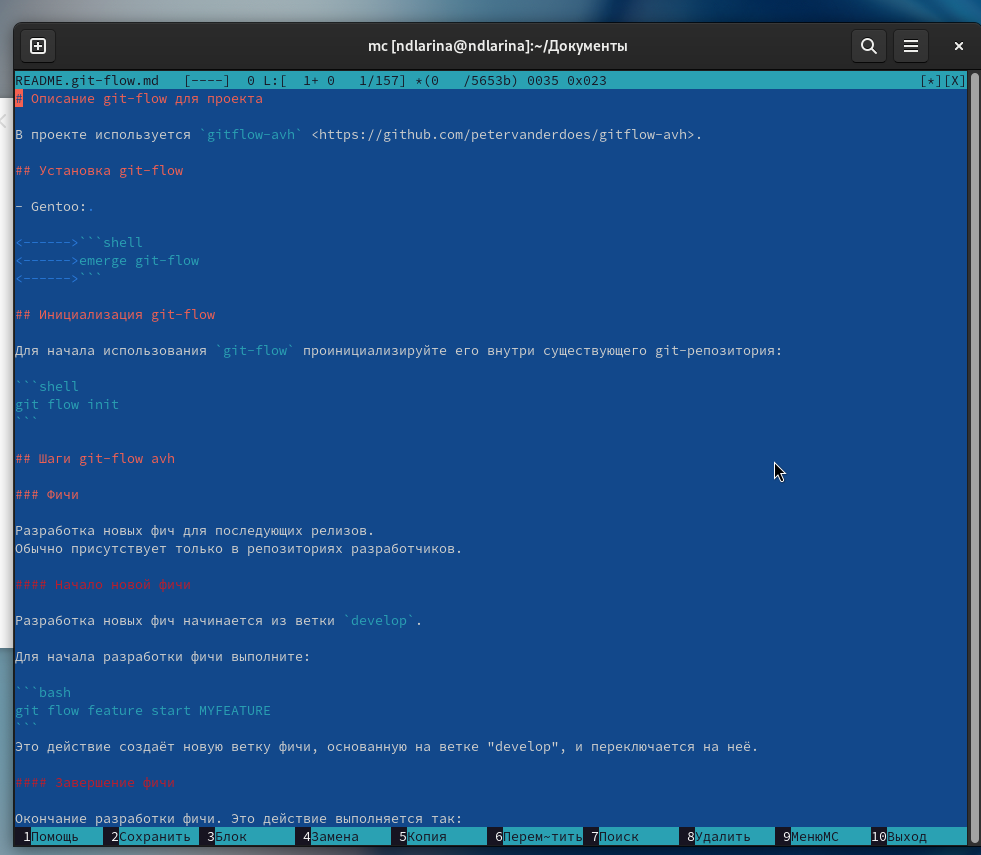 mc [ndlarina@ndlarina]:~/Документы
README.git-flow.md   [----]  0 L:[  1+ 0   1/157] *(0   /5653b) 0035 0x023   [*][X]
# Описание git-flow для проекта
В проекте используется `gitflow-avh` <https://github.com/petervanderdoes/gitflow-avh>.
## Установка git-flow
- Gentoo:.
<------>```shell
<------>emerge git-flow
<------>```
## Инициализация git-flow
Для начала использования `git-flow` проинициализируйте его внутри существующего git-репозитория:
```shell
git flow init
```
## Шаги git-flow avh
### Фичи
Разработка новых фич для последующих релизов.
Обычно присутствует только в репозиториях разработчиков.
#### Начало новой фичи
Разработка новых фич начинается из ветки `develop`.
Для начала разработки фичи выполните:
```bash
git flow feature start MYFEATURE
```
Это действие создаёт новую ветку фичи, основанную на ветке "develop", и переключается на неё.
#### Завершение фичи
Окончание разработки фичи. Это действие выполняется так:
1Помощь 2Сохранить 3Блок 4Замена 5Копия 6Перем~тить 7Поиск 8Удалить 9МенюMC 10Выход